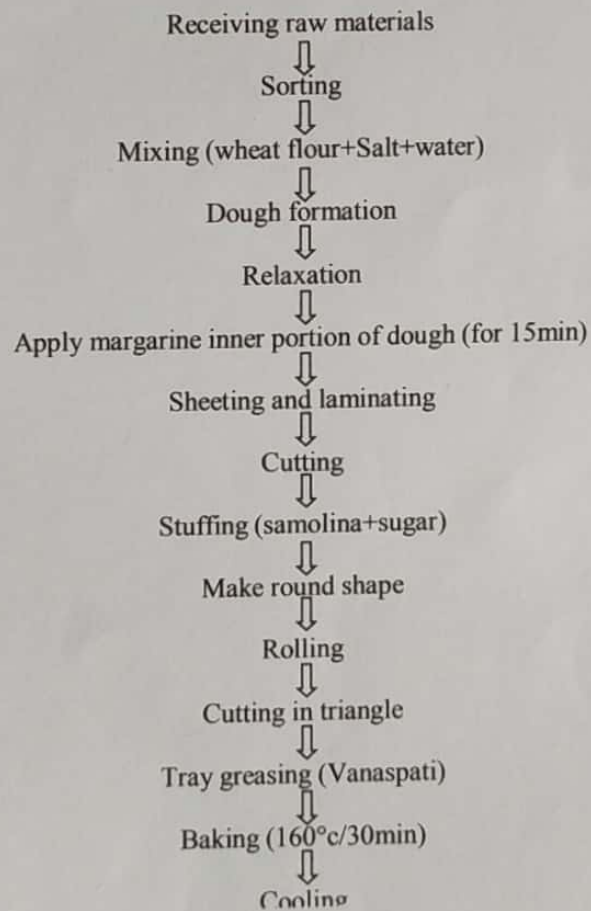 Receiving raw materials
Sorting
Mixing (wheat flour+Salt+water)
Dough formation
Relaxation
Apply margarine inner portion of dough (for 15min)
Sheeting and laminating
Cutting
Stuffing (samolina+sugar)
Make round shape
Rolling
Cutting in triangle
Tray greasing (Vanaspati)
Baking (160°c/30min)
Cooling